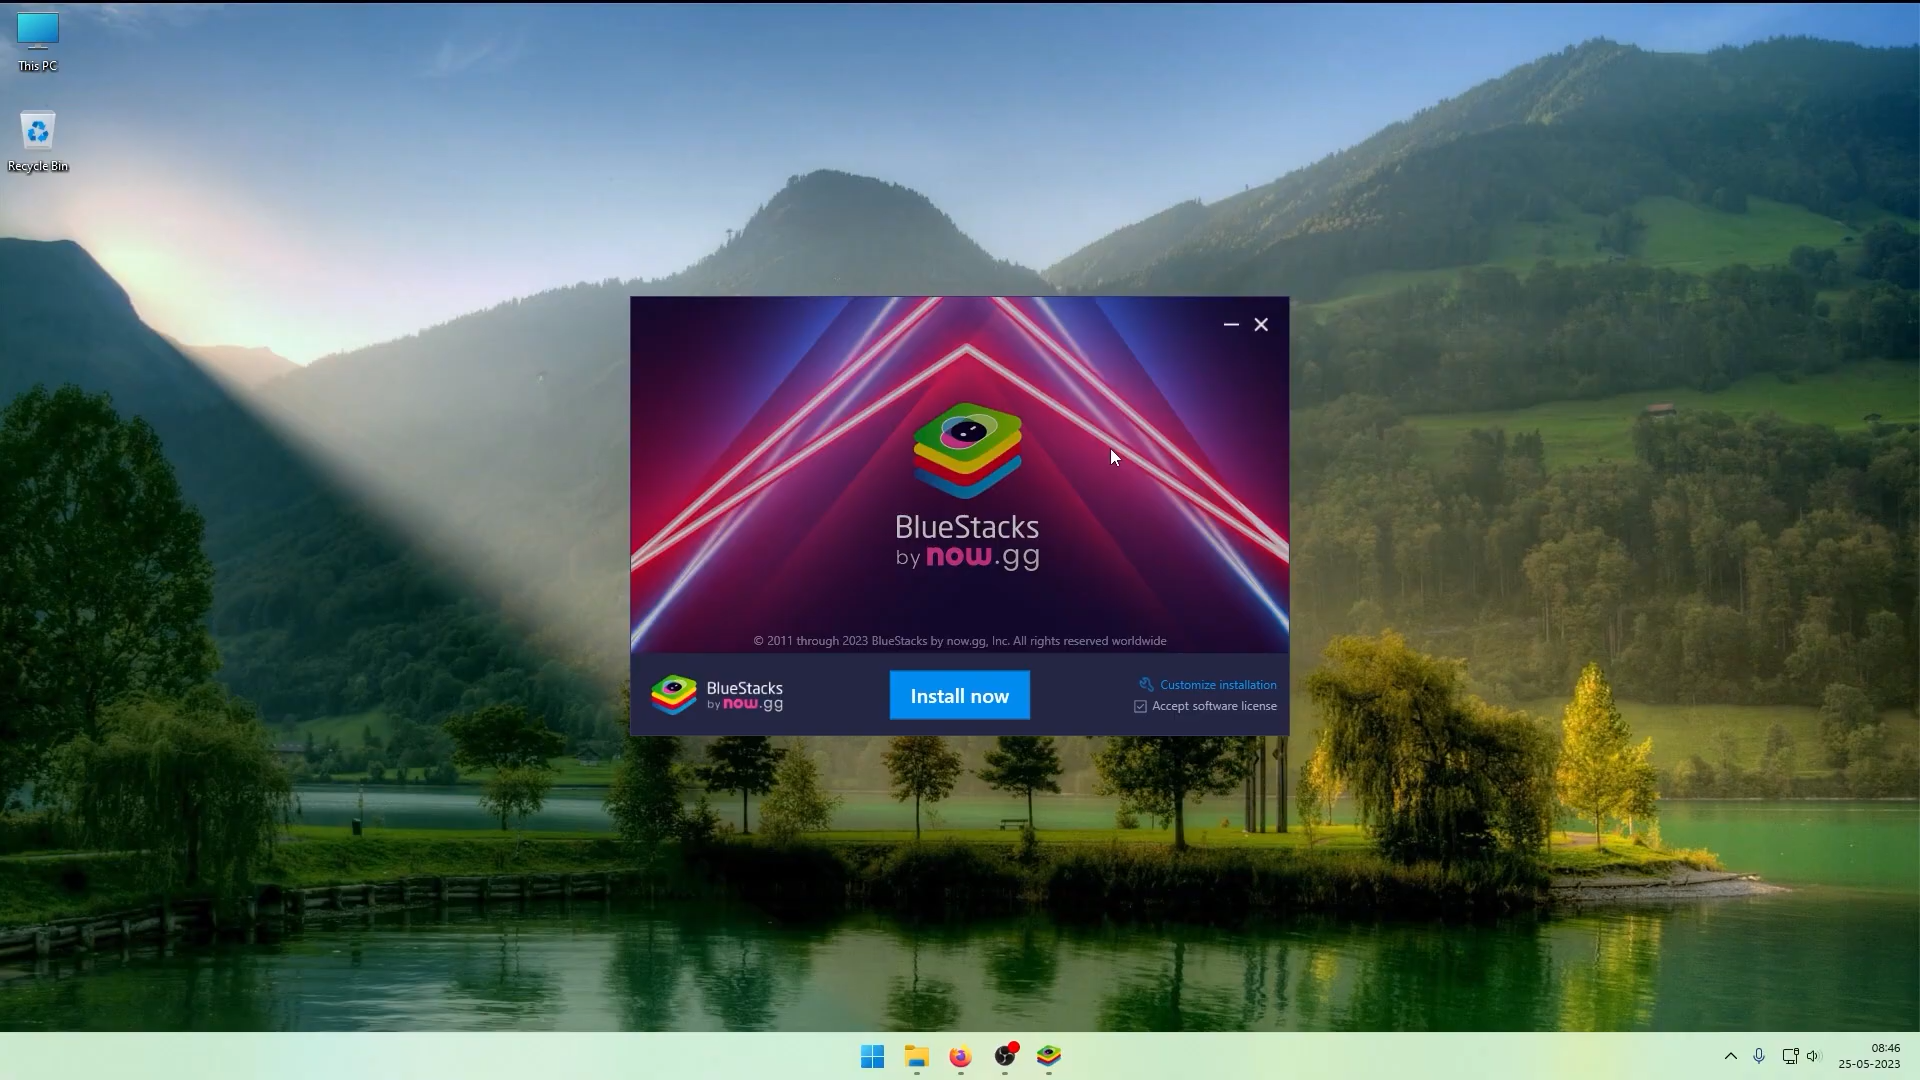 This PC
Recycle Bin
BlueStacks
by now.gg
© 2011 through 2023 BlueStacks by now.gg, Inc. All rights reserved worldwide
BlueStacks
by now.gg
Install now
Customize installation
Accept software license
08:46
25-05-2023